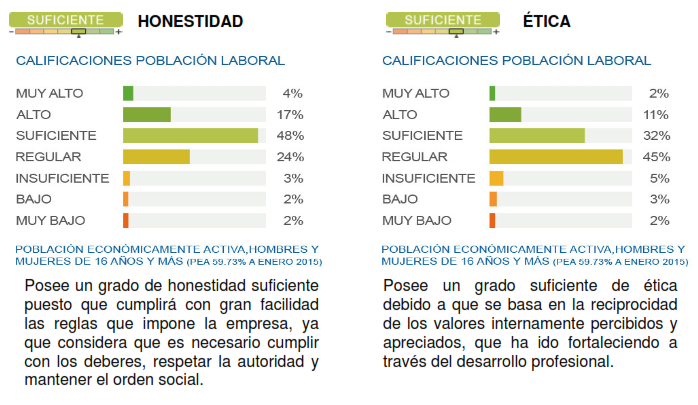 SUFICIENTE HONESTIDAD
- +
CALIFICACIONES POBLACIÓN LABORAL
MUY ALTO 4%
ALTO 17%
SUFICIENTE 48%
REGULAR 24%
INSUFICIENTE 3%
BAJO 2%
MUY BAJO 2%
POBLACIÓN ECONÓMICAMENTE ACTIVA,HOMBRES Y
MUJERES DE 16 AÑOS Y MÁS (PEA 59.73% A ENERO 2015)
Posee un grado de honestidad suficiente
puesto que cumplirá con gran facilidad
las reglas que impone la empresa, ya
que considera que es necesario cumplir
con los deberes, respetar la autoridad y
mantener el orden social.
SUFICIENTE ÉTICA
- +
CALIFICACIONES POBLACIÓN LABORAL
MUY ALTO 2%
ALTO 11%
SUFICIENTE 32%
REGULAR 45%
INSUFICIENTE 5%
BAJO 3%
MUY BAJO 2%
POBLACIÓN ECONÓMICAMENTE ACTIVA,HOMBRES Y
MUJERES DE 16 AÑOS Y MÁS (PEA 59.73% A ENERO 2015)
Posee un grado suficiente de ética
debido a que se basa en la reciprocidad
de los valores internamente percibidos y
apreciados, que ha ido fortaleciendo a
través del desarrollo profesional.